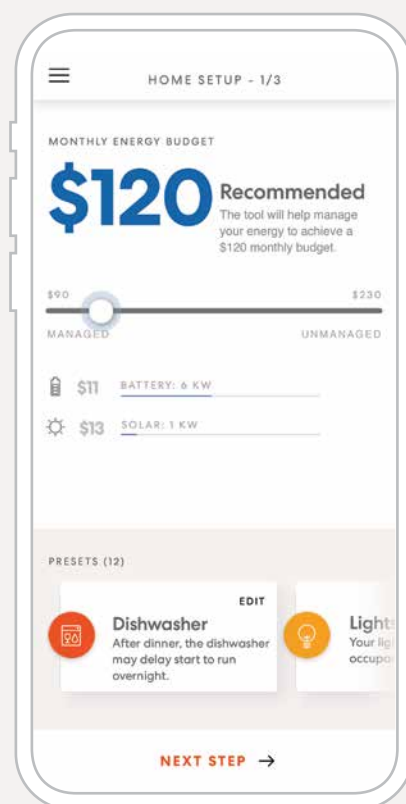 HOME SETUP - 1/3
MONTHLY ENERGY BUDGET
$120
Recommended
The tool will help manage
your energy to achieve a
$120 monthly budget.
$90
$230
MANAGED
UNMANAGED
$11 BATTERY: 6 KW
$13 SOLAR: 1 KW
PRESETS (12)
EDIT
Dishwasher
After dinner, the dishwasher
may delay start to run
overnight.
Lights
Your
NEXT STEP →